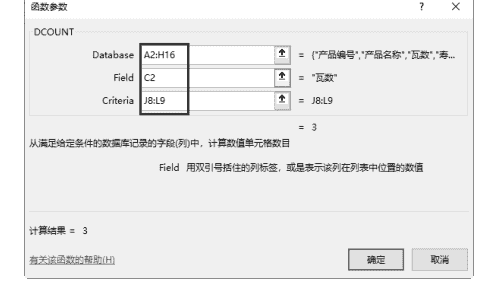 函数参数 ? ×
DCOUNT
Database A2:H16 = {"产品编号","产品名称","瓦数","寿...
Field C2 = "瓦数"
Criteria J8:L9 = J8:L9
= 3
从满足给定条件的数据库记录的字段(列)中，计算数值单元格数目
Field 用双引号括住的列标签，或是表示该列在列表中位置的数值
计算结果 = 3
有关该函数的帮助(H) 确定 取消